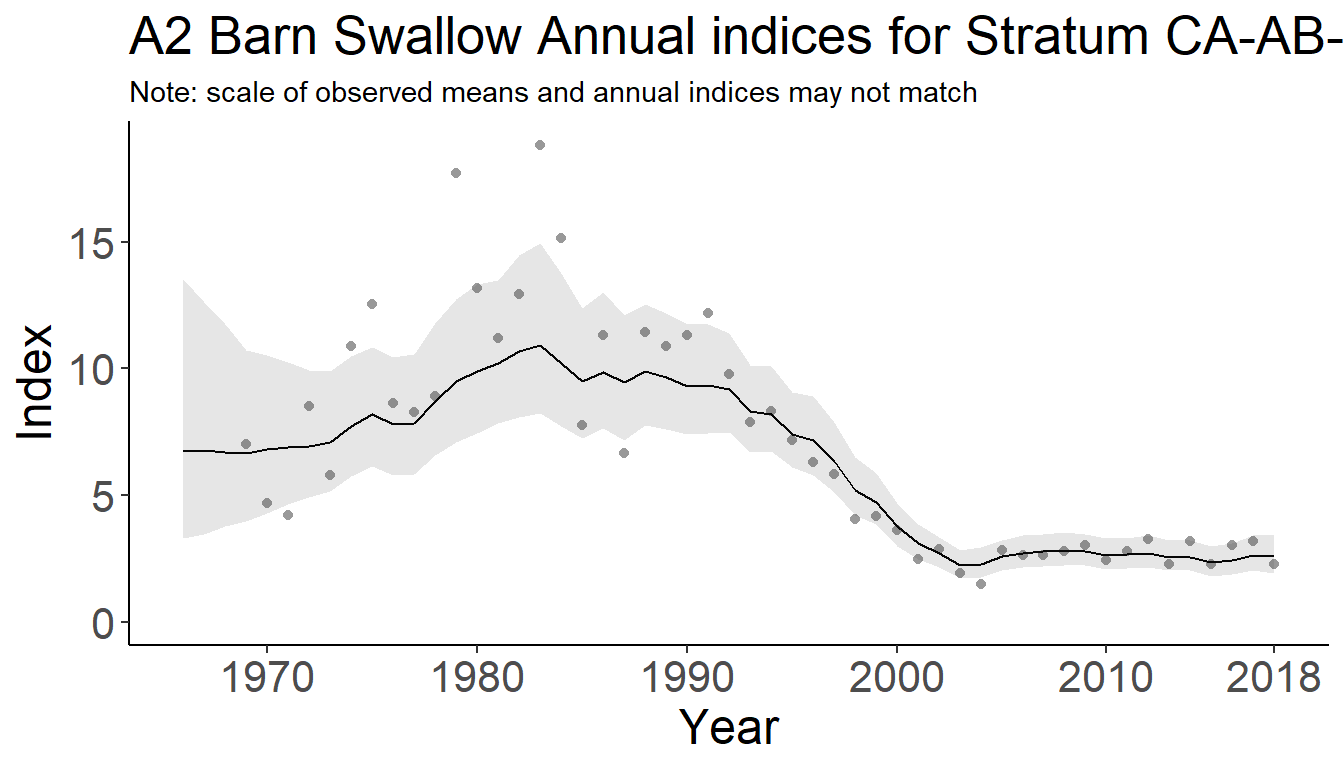 A2 Barn Swallow Annual indices for Stratum CA-AB-
Note: scale of observed means and annual indices may not match
Index
15
10
5
0
1970 1980 1990 2000 2010 2018
Year